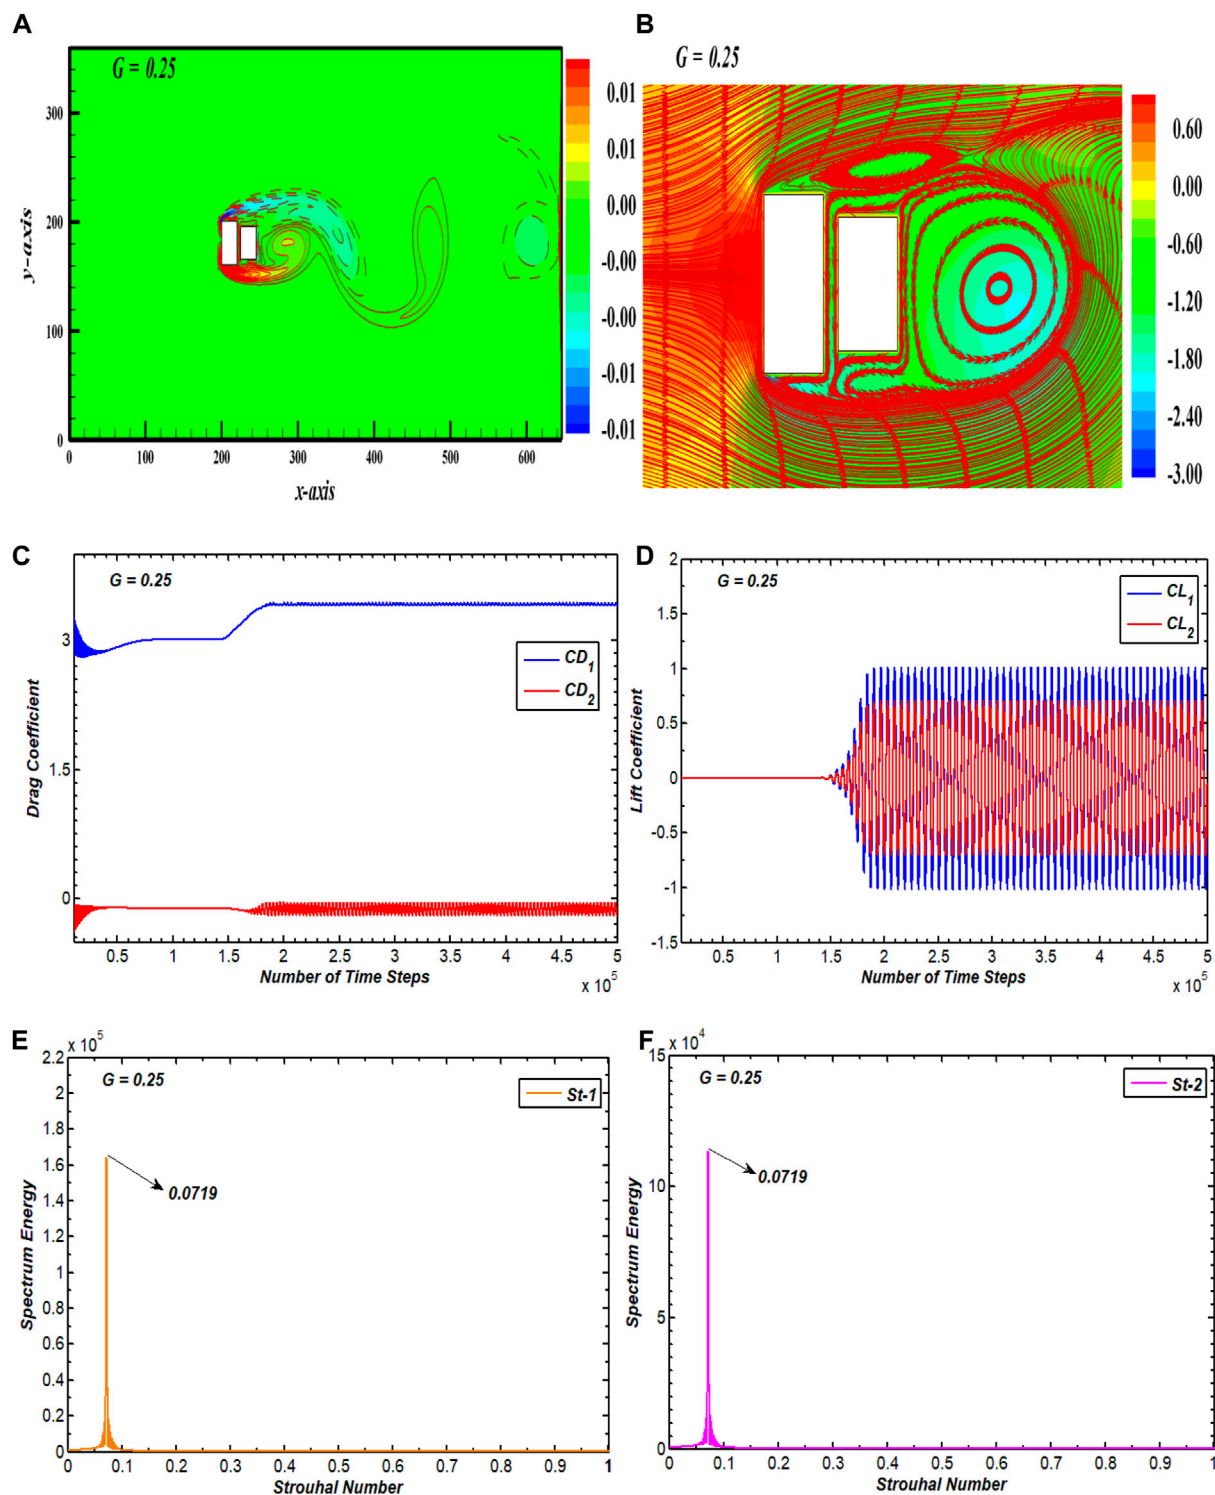 A
G = 0.25
300
200
100
0
y-axis
0 100 200 300 400 500 600
x-axis
0.01
0.01
0.00
-0.00
-0.00
-0.01
-0.01
B
G = 0.25
0.60
0.00
-0.60
-1.20
-1.80
-2.40
-3.00
C
G = 0.25
3
1.5
0
Drag Coefficient
CD1
CD2
0.5 1 1.5 2 2.5 3 3.5 4 4.5 5
Number of Time Steps
x 10^5
D
G = 0.25
2
1.5
1
0.5
0
-0.5
-1
-1.5
Lift Coefficient
CL1
CL2
0.5 1 1.5 2 2.5 3 3.5 4 4.5 5
Number of Time Steps
x 10^5
E
x 10^5
2.2
2
1.8
1.6
1.4
1.2
1
0.8
0.6
0.4
0.2
0
Spectrum Energy
G = 0.25
St-1
0.0719
0 0.1 0.2 0.3 0.4 0.5 0.6 0.7 0.8 0.9 1
Strouhal Number
F
x 10^4
15
10
5
0
Spectrum Energy
G = 0.25
St-2
0.0719
0 0.1 0.2 0.3 0.4 0.5 0.6 0.7 0.8 0.9 1
Strouhal Number